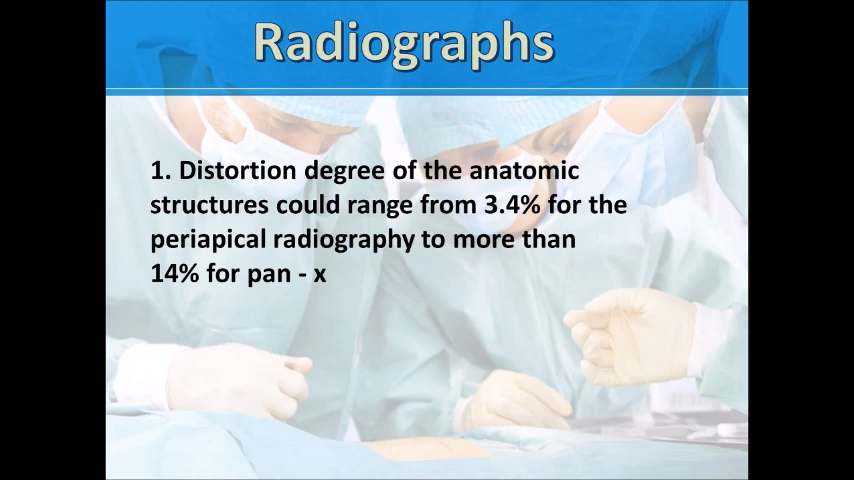 Radiographs
1. Distortion degree of the anatomic
structures could range from 3.4% for the
periapical radiography to more than
14% for pan - x